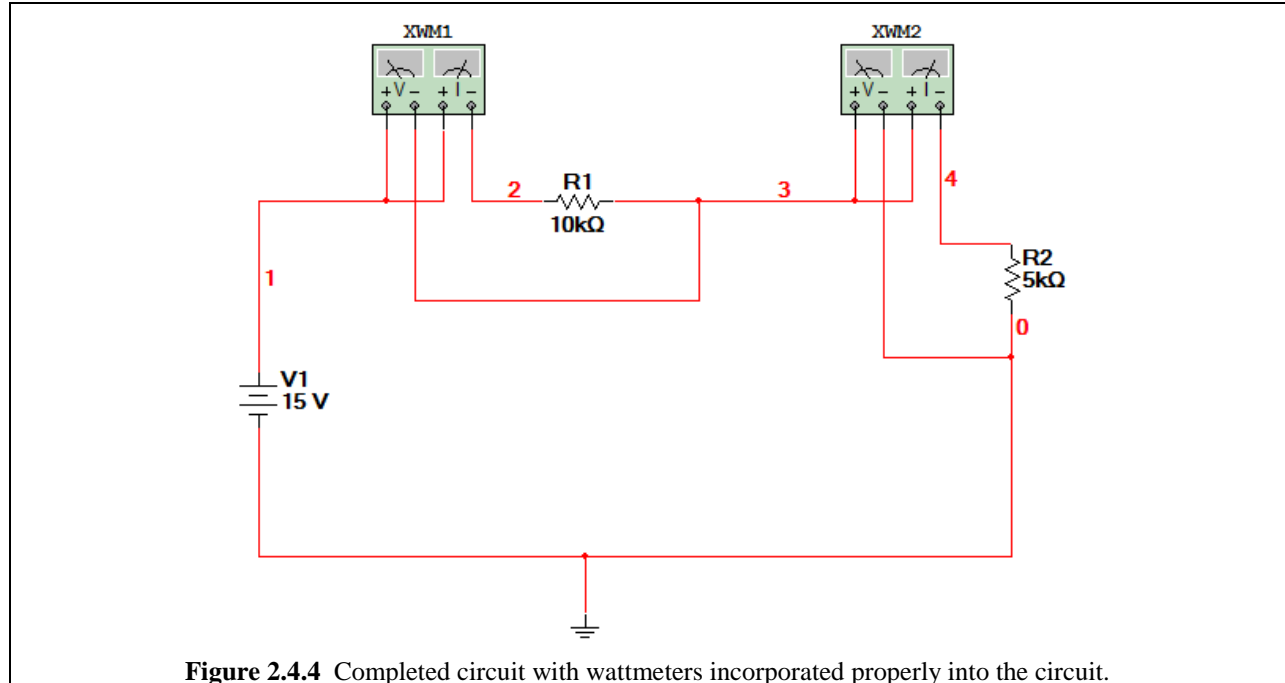 XWM1
XWM2
+ V - + I -
+ V - + I -
2
R1
10kΩ
3
4
R2
5kΩ
1
0
V1
15 V
Figure 2.4.4 Completed circuit with wattmeters incorporated properly into the circuit.